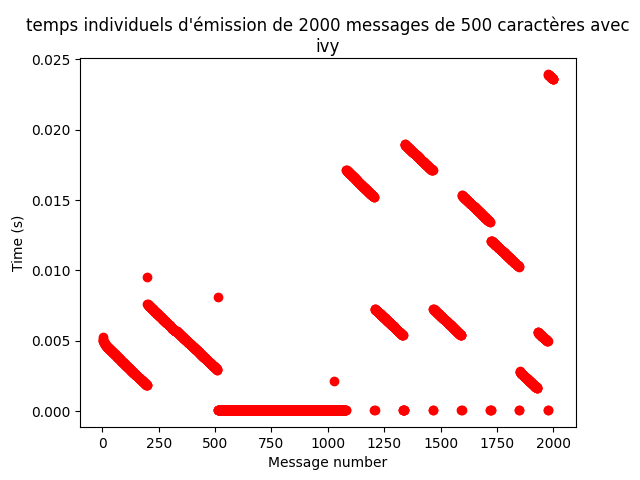 temps individuels d'émission de 2000 messages de 500 caractères avec
ivy
0.025
0.020
0.015
0.010
0.005
0.000
Time (s)
0 250 500 750 1000 1250 1500 1750 2000
Message number